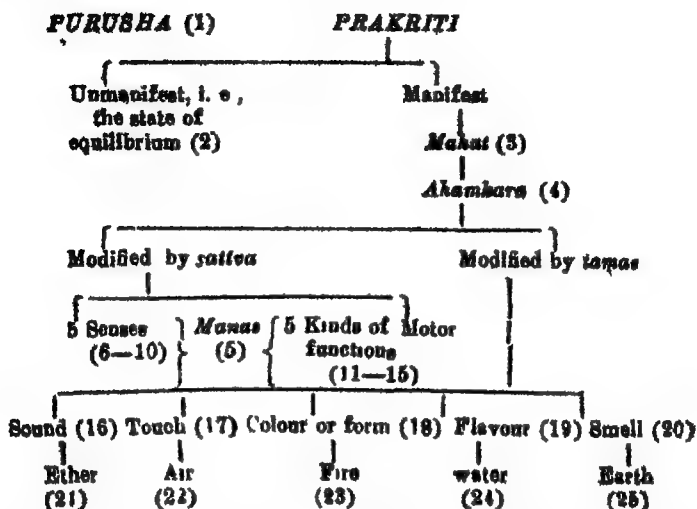 PURUSHA (1) PRAKRITI
Unmanifest, i. e, Manifest
the state of
equilibrium (2) Mahat (3)
Ahamkara (4)
Modified by sattva Modified by tamas
5 Senses Manas 5 Kinds of Motor
(6—10) (5) functions
(11—15)
Sound (16) Touch (17) Colour or form (18) Flavour (19) Smell (20)
Ether Air Fire water Earth
(21) (22) (23) (24) (25)